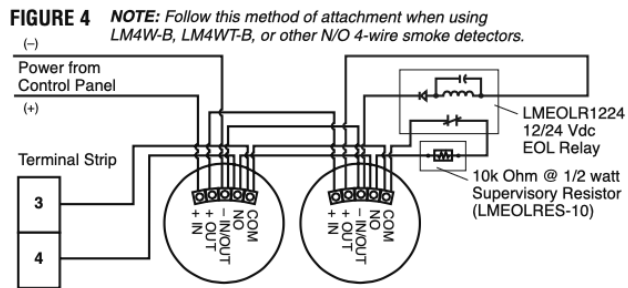 FIGURE 4 NOTE: Follow this method of attachment when using
LM4W-B, LM4WT-B, or other N/O 4-wire smoke detectors.
(–)
Power from
Control Panel
(+)
LMEOLR1224
12/24 Vdc
EOL Relay
Terminal Strip
10k Ohm @ 1/2 watt
Supervisory Resistor
(LMEOLRES-10)
3
4
+ IN
+ OUT
– IN/OUT
NO
COM
+ IN
+ OUT
– IN/OUT
NO
COM